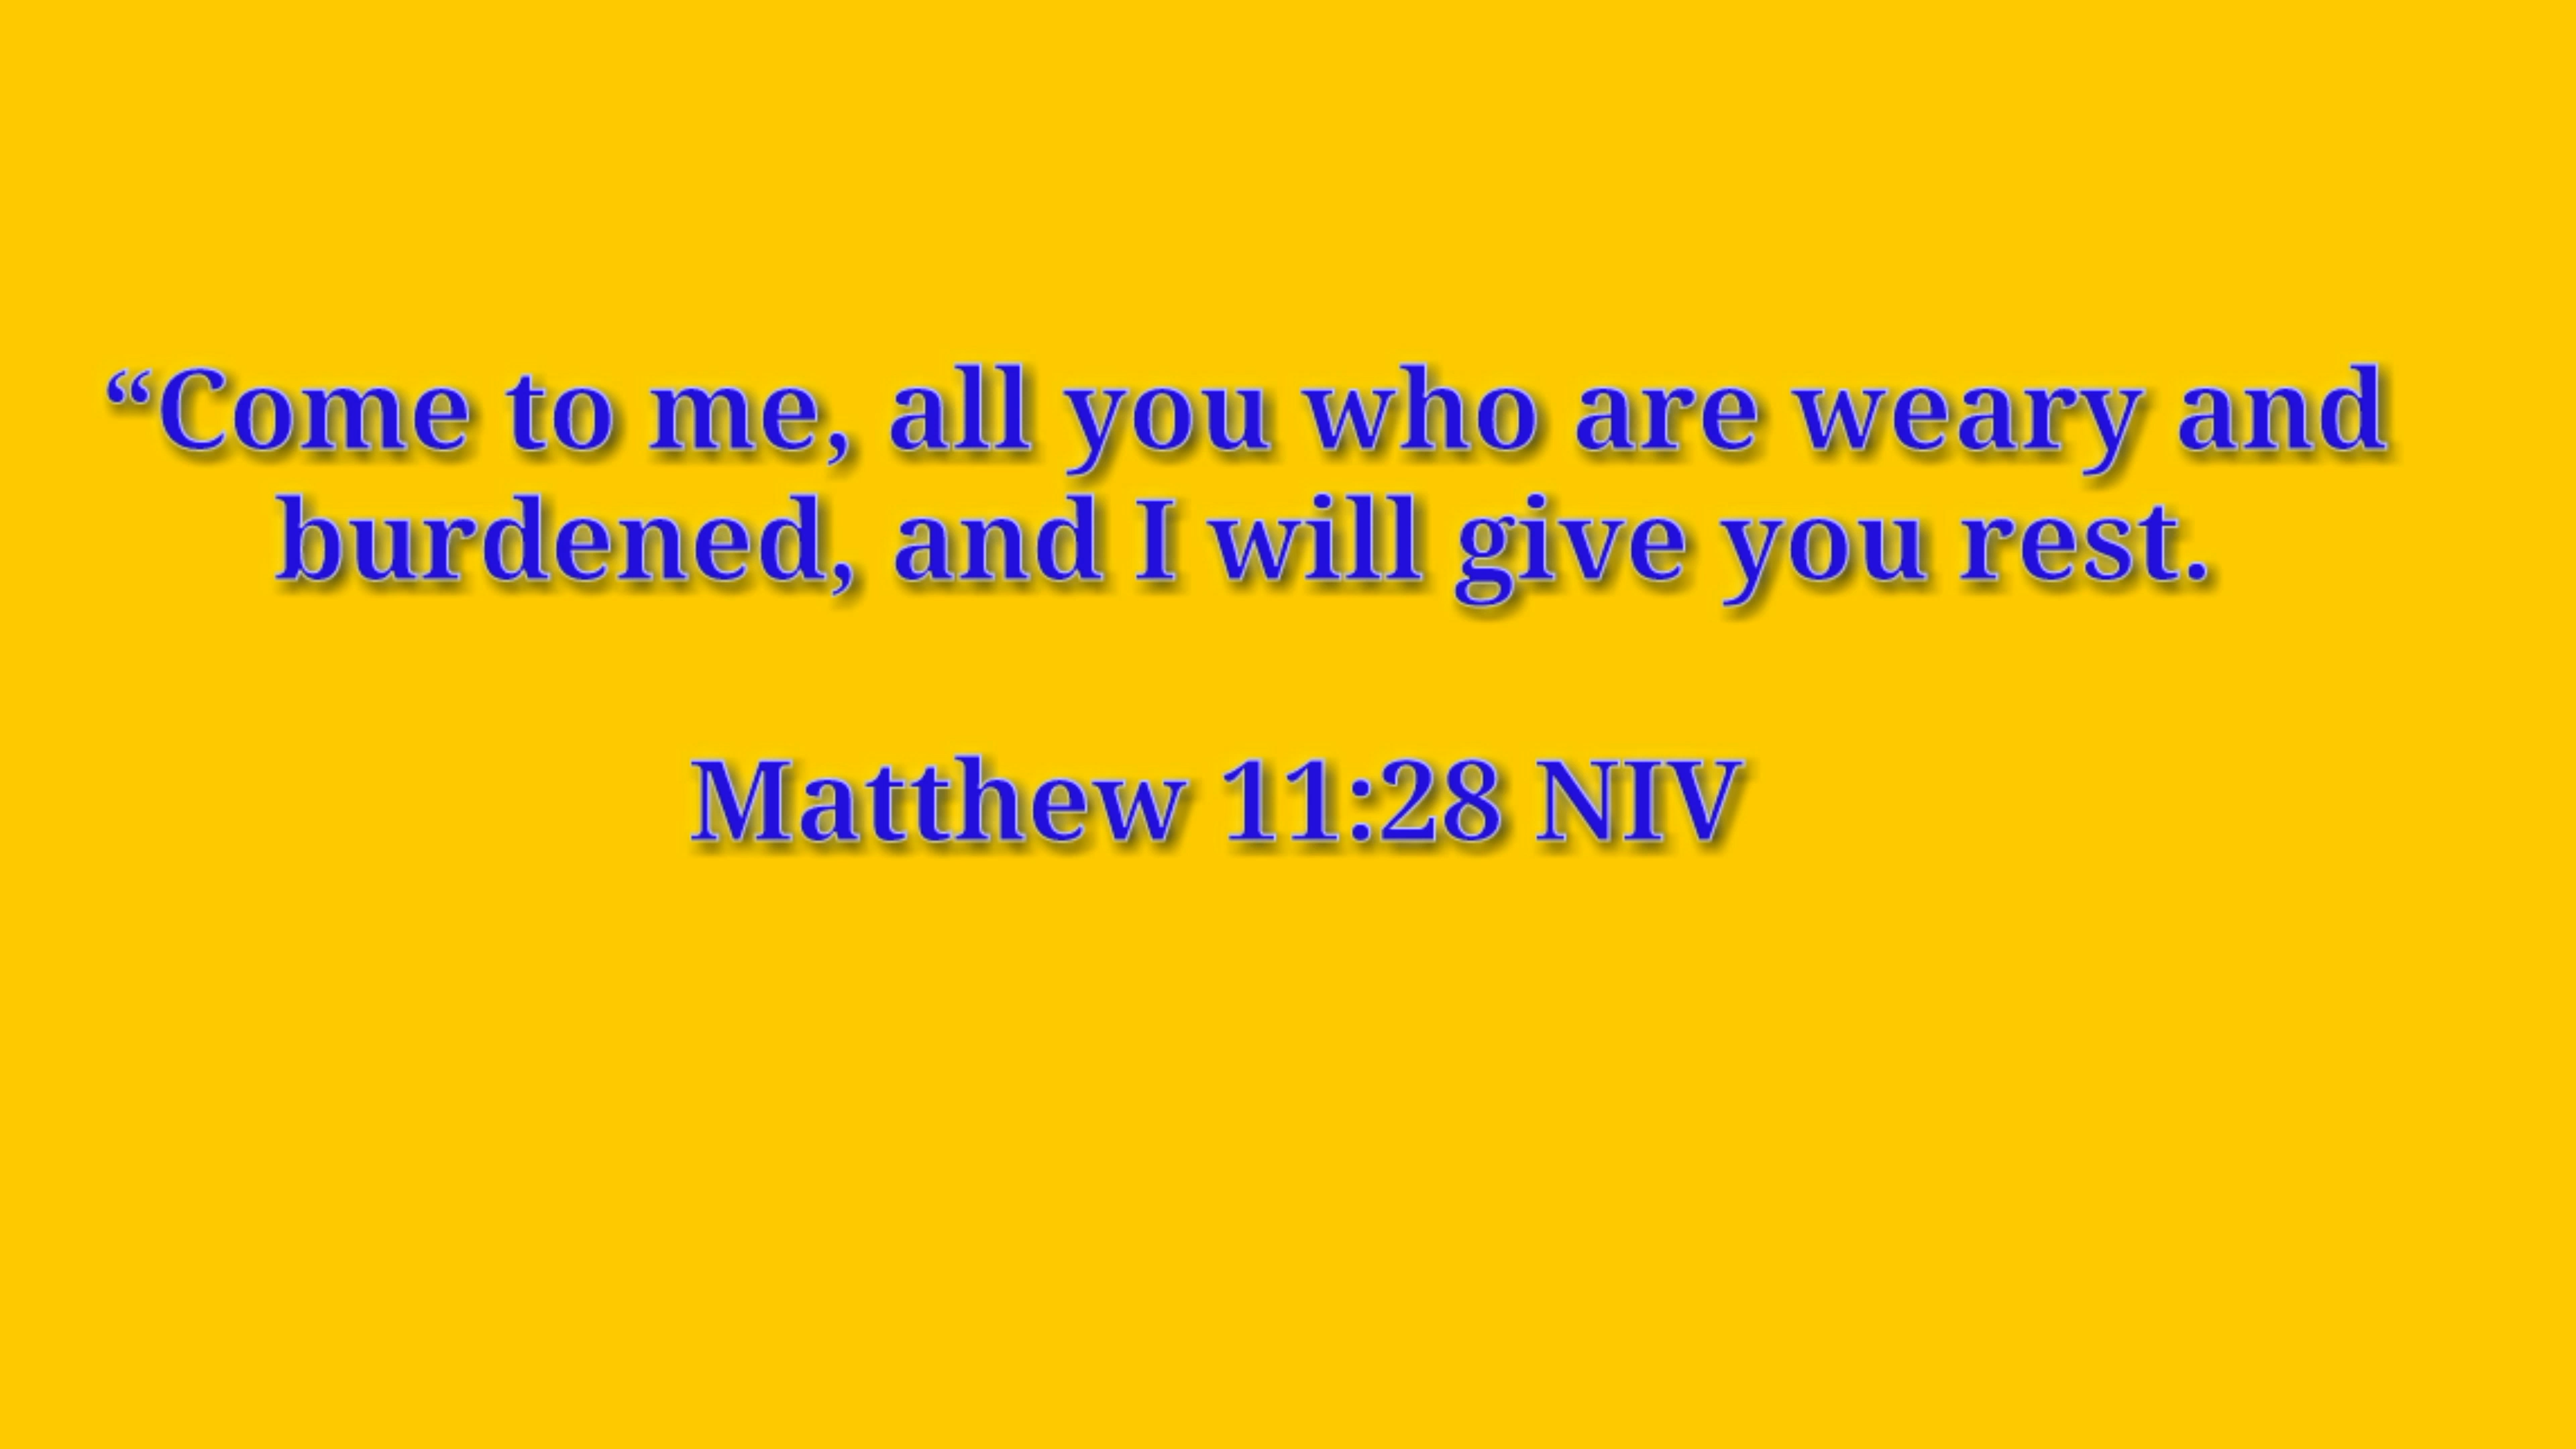 “Come to me, all you who are weary and
burdened, and I will give you rest.
Matthew 11:28 NIV